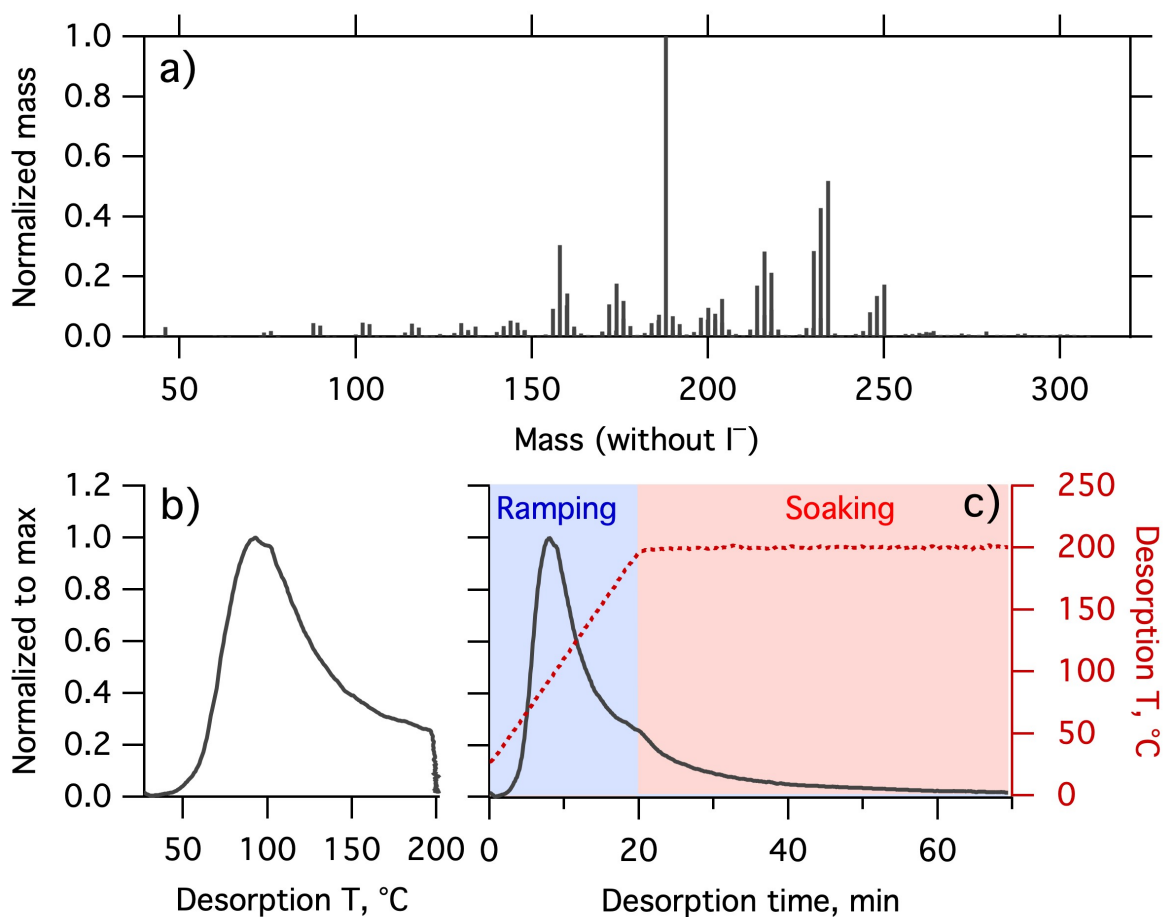 a)
Normalized mass
1.0
0.8
0.6
0.4
0.2
0.0
50 100 150 200 250 300
Mass (without I⁻)
b)
Normalized to max
1.2
1.0
0.8
0.6
0.4
0.2
0.0
50 100 150 200
Desorption T, °C
Ramping Soaking c)
250
200
150
100
50
0
Desorption T, °C
0 20 40 60
Desorption time, min